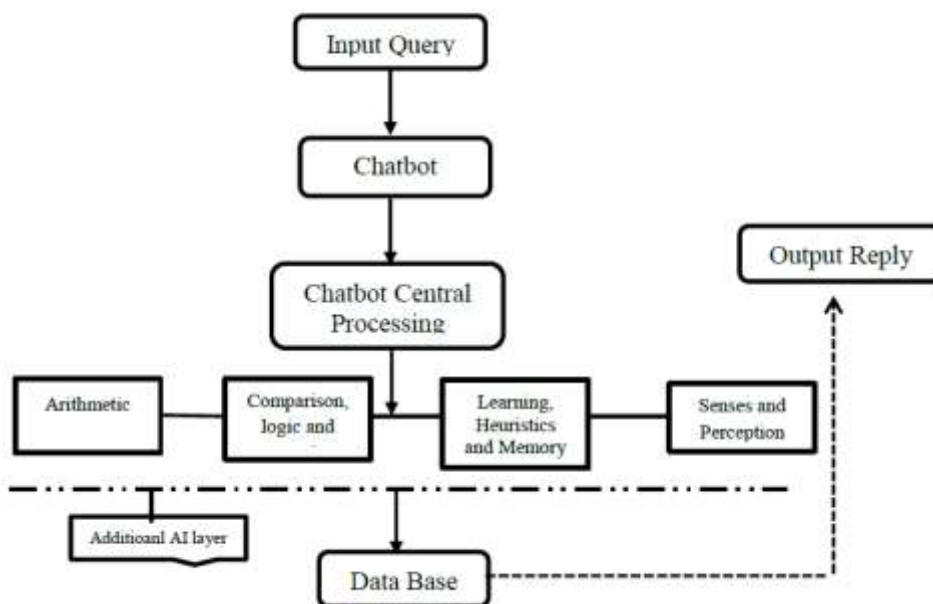 Input Query
Chatbot
Output Reply
Chatbot Central
Processing
Arithmetic
Comparison,
logic and
Learning,
Heuristics
and Memory
Senses and
Perception
Additioanl AI layer
Data Base